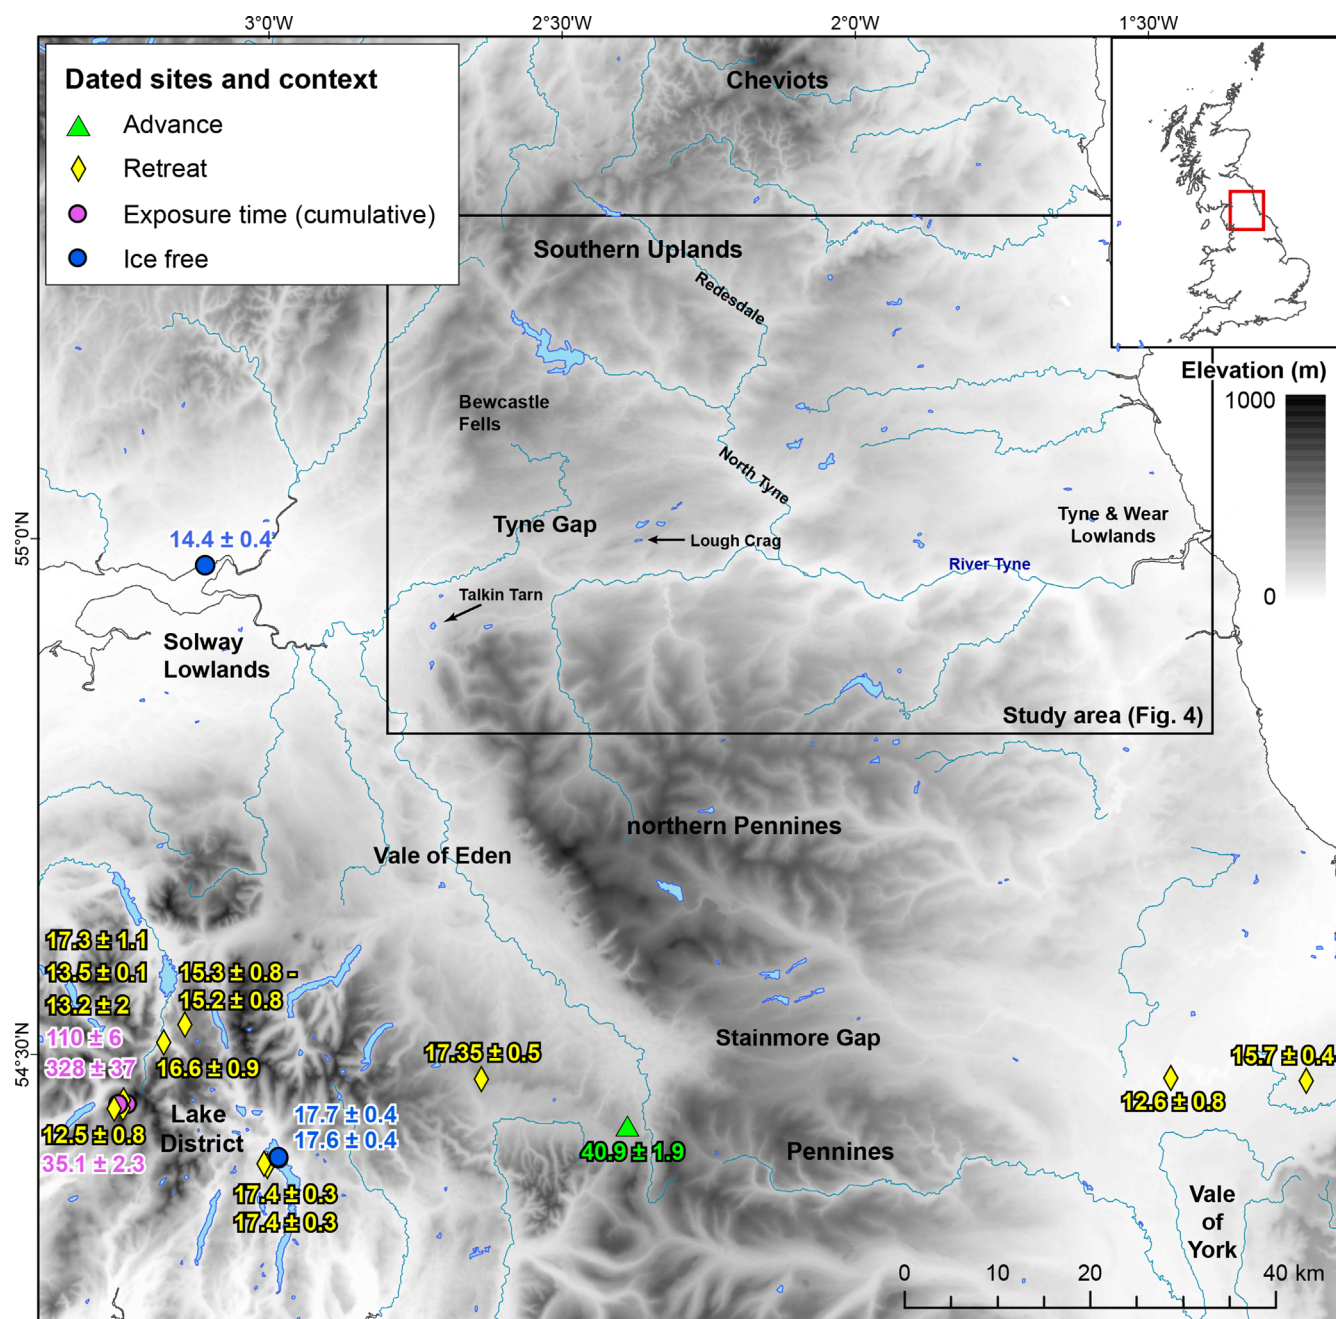 3°0'W
2°30'W
2°0'W
1°30'W
Dated sites and context
Advance
Retreat
Exposure time (cumulative)
Ice free
Cheviots
Southern Uplands
Redesdale
Elevation (m)
1000
0
Bewcastle
Fells
North Tyne
Tyne Gap
Lough Crag
Tyne & Wear
Lowlands
River Tyne
55°0'N
14.4 ± 0.4
Talkin Tarn
Solway
Lowlands
Study area (Fig. 4)
northern Pennines
Vale of Eden
17.3 ± 1.1
13.5 ± 0.1
13.2 ± 2
110 ± 6
328 ± 37
15.3 ± 0.8 -
15.2 ± 0.8
16.6 ± 0.9
54°30'N
Stainmore Gap
17.35 ± 0.5
15.7 ± 0.4
12.6 ± 0.8
Lake
District
12.5 ± 0.8
35.1 ± 2.3
17.7 ± 0.4
17.6 ± 0.4
17.4 ± 0.3
17.4 ± 0.3
40.9 ± 1.9
Pennines
Vale
of
York
0
10
20
40 km